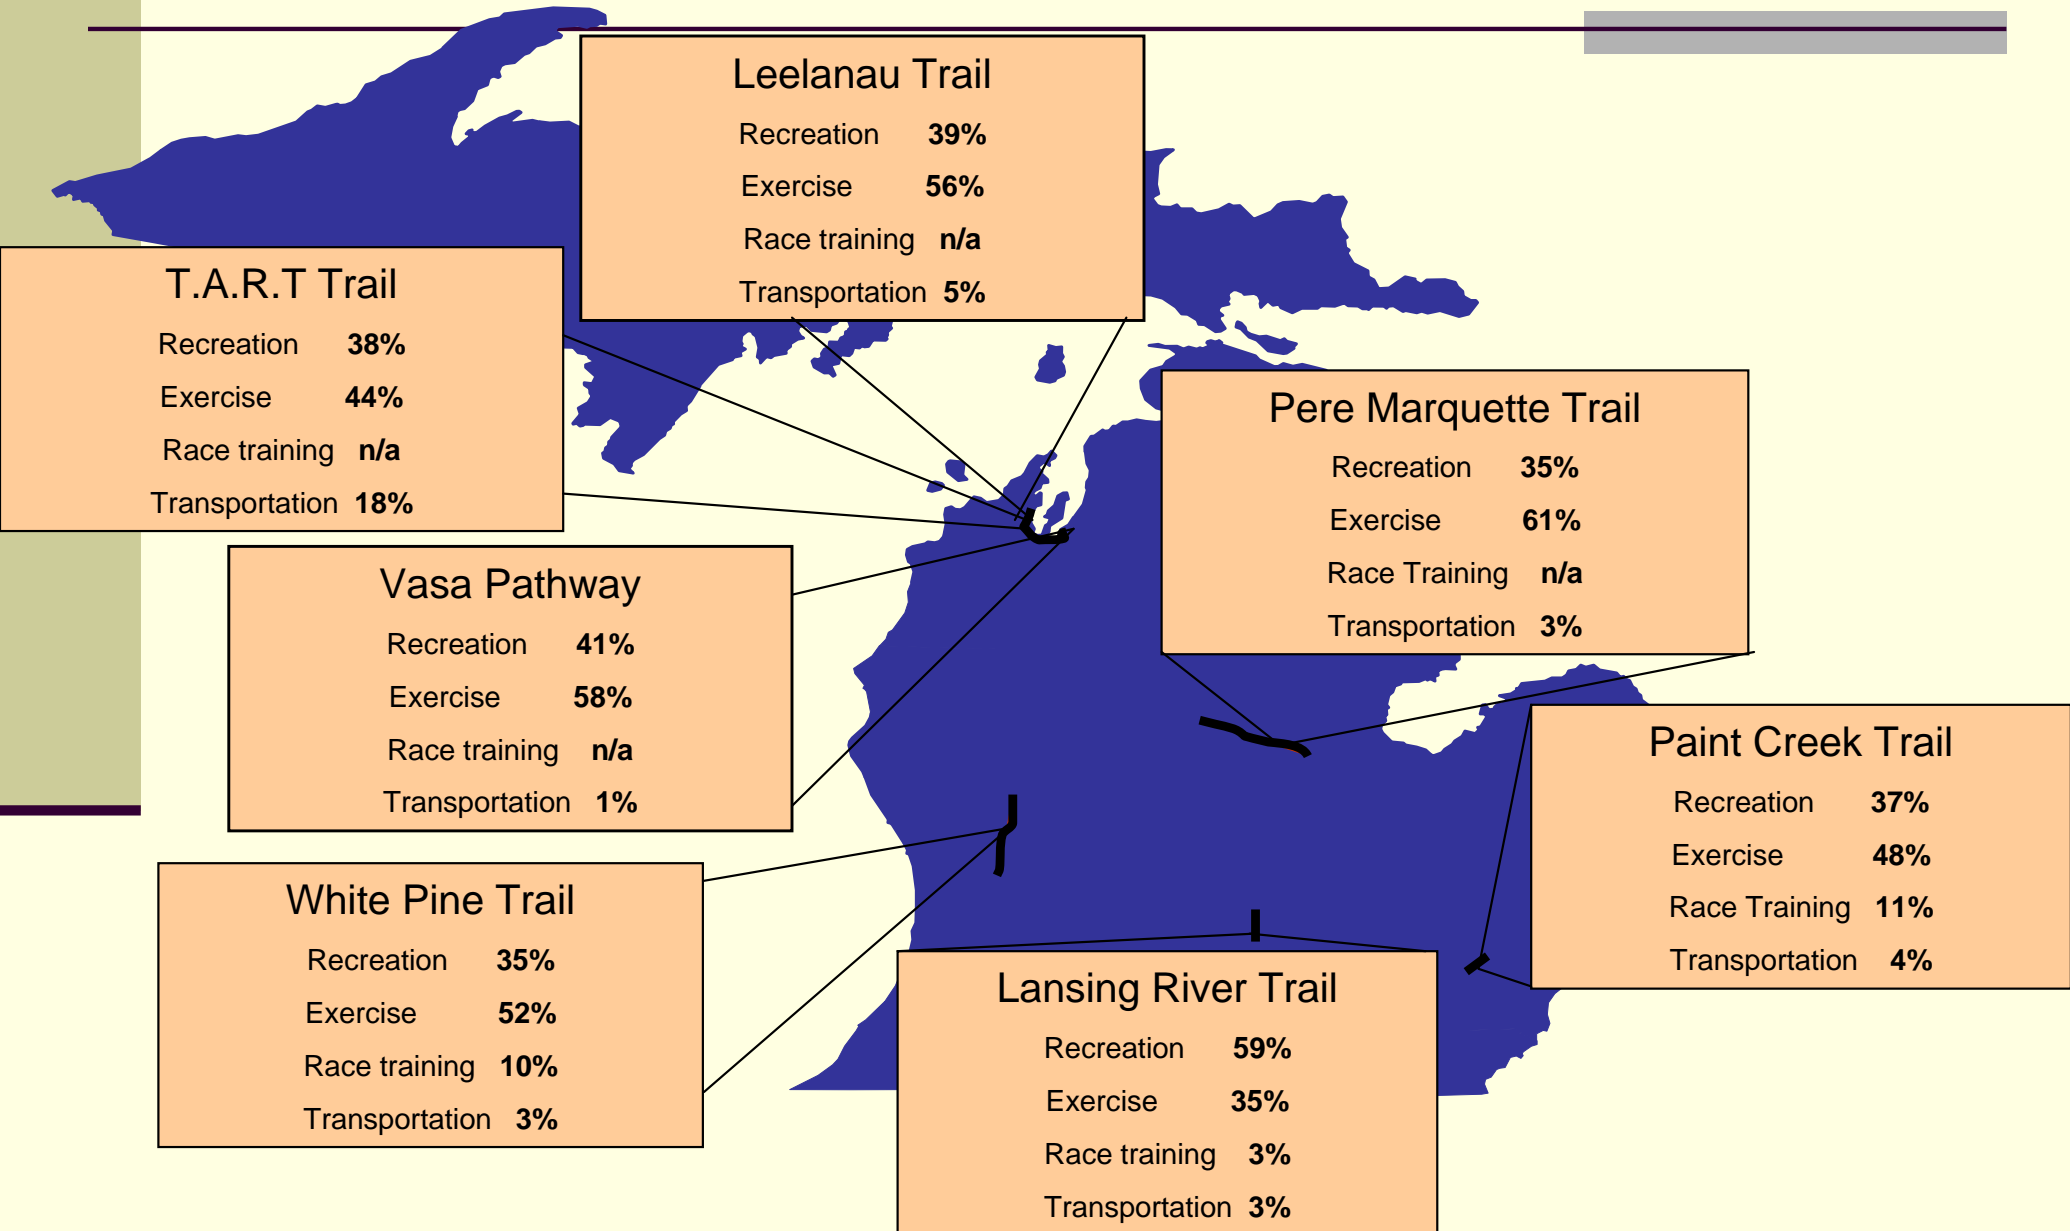 Leelanau Trail
Recreation 39%
Exercise 56%
Race training n/a
Transportation 5%
T.A.R.T Trail
Recreation 38%
Exercise 44%
Race training n/a
Transportation 18%
Pere Marquette Trail
Recreation 35%
Exercise 61%
Race Training n/a
Transportation 3%
Vasa Pathway
Recreation 41%
Exercise 58%
Race training n/a
Transportation 1%
Paint Creek Trail
Recreation 37%
Exercise 48%
Race Training 11%
Transportation 4%
White Pine Trail
Recreation 35%
Exercise 52%
Race training 10%
Transportation 3%
Lansing River Trail
Recreation 59%
Exercise 35%
Race training 3%
Transportation 3%